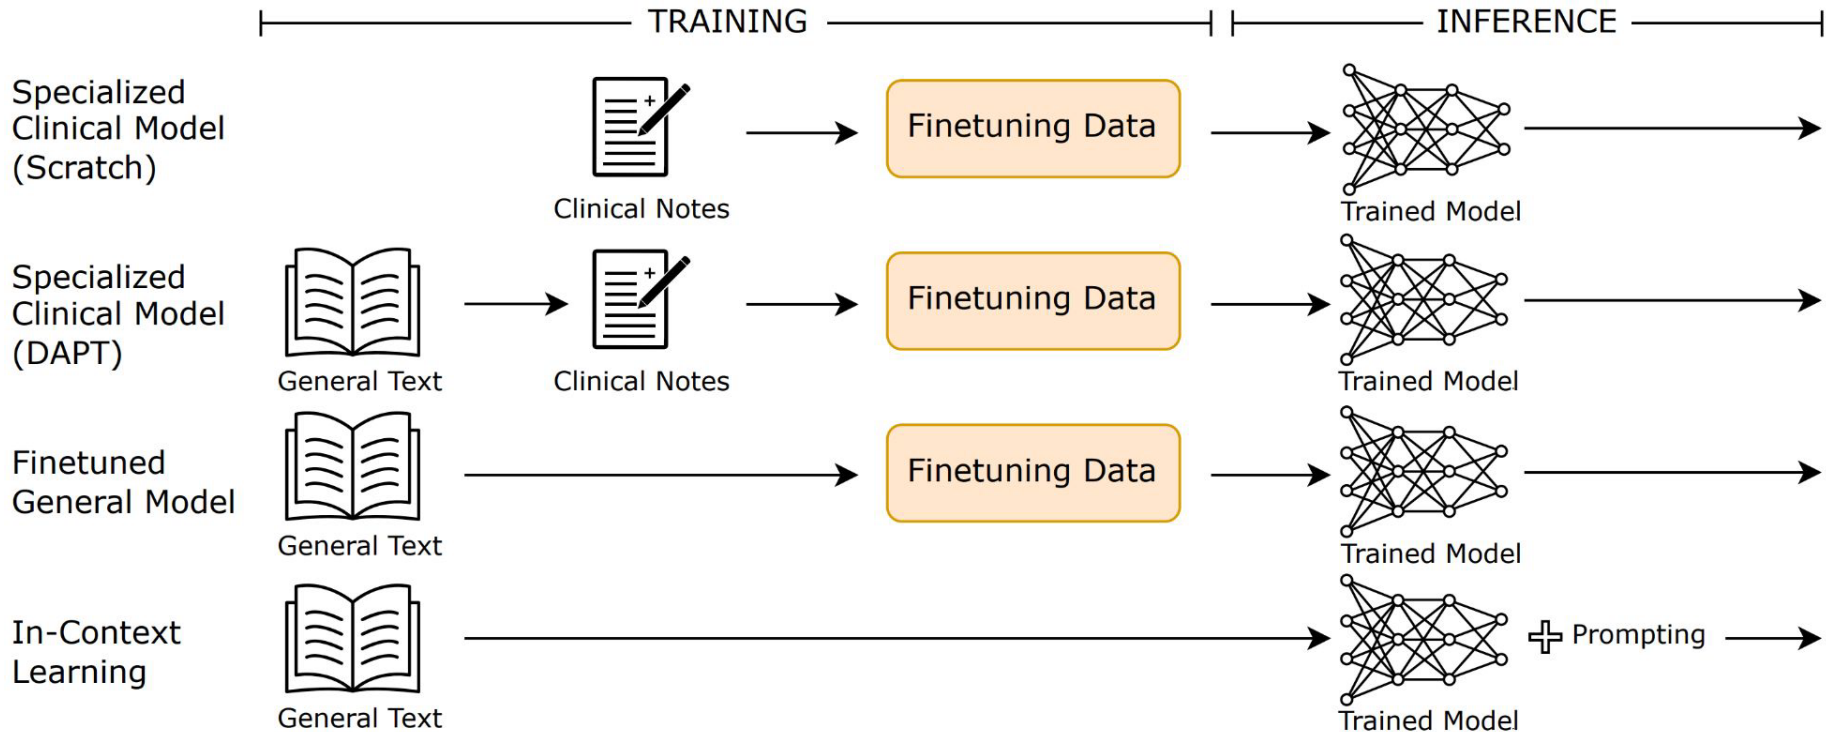 TRAINING
INFERENCE
Specialized
Clinical Model
(Scratch)
Clinical Notes
Finetuning Data
Trained Model
Specialized
Clinical Model
(DAPT)
General Text
Clinical Notes
Finetuning Data
Trained Model
Finetuned
General Model
General Text
Finetuning Data
Trained Model
In-Context
Learning
General Text
Trained Model
Prompting